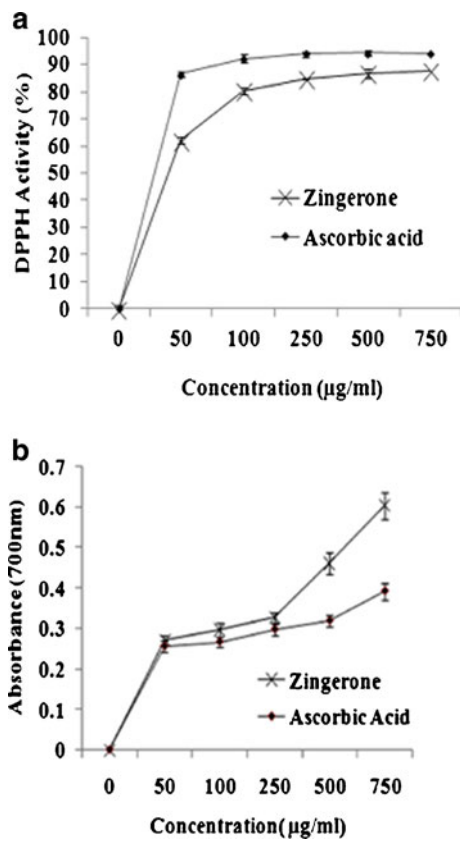 a
100
90
80
70
60
50
40
30
20
10
0
DPPH Activity (%)
Zingerone
Ascorbic acid
0 50 100 250 500 750
Concentration (µg/ml)
b
0.7
0.6
0.5
0.4
0.3
0.2
0.1
0
Absorbance (700nm)
Zingerone
Ascorbic Acid
0 50 100 250 500 750
Concentration( µg/ml)